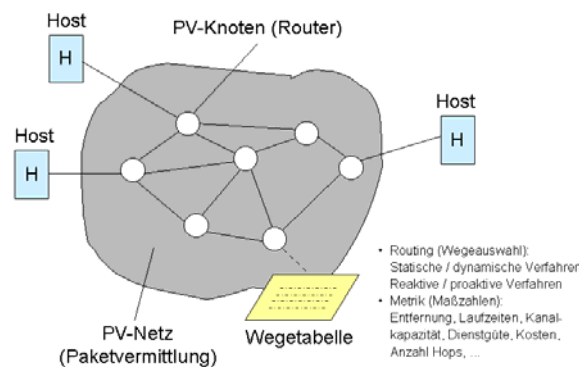 Host
H
PV-Knoten (Router)
Host
H
Host
H
PV-Netz
(Paketvermittlung)
Wegetabelle
• Routing (Wegeauswahl):
Statische / dynamische Verfahren
Reaktive / proaktive Verfahren
• Metrik (Maßzahlen):
Entfernung, Laufzeiten, Kanal-
kapazität, Dienstgüte, Kosten,
Anzahl Hops, ...